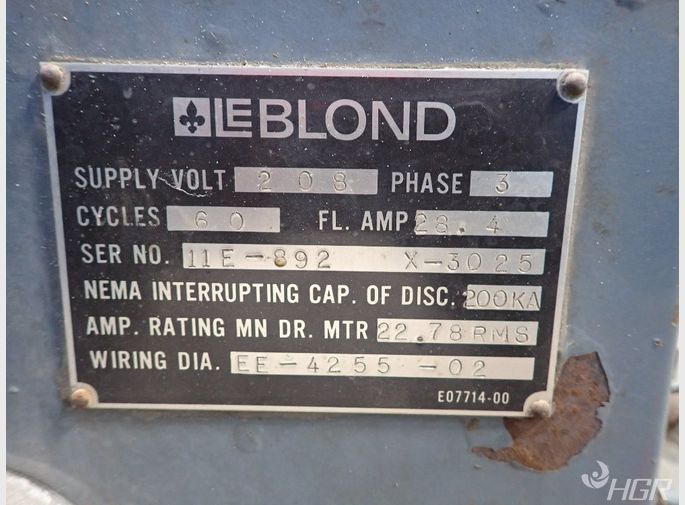 LEBLOND
SUPPLY VOLT 208 PHASE 3
CYCLES 60 FL. AMP 28.4
SER NO. 11E-892 X-3025
NEMA INTERRUPTING CAP. OF DISC. 200KA
AMP. RATING MN DR. MTR 22.78RMS
WIRING DIA. EE-4255-02
E07714-00
HGR